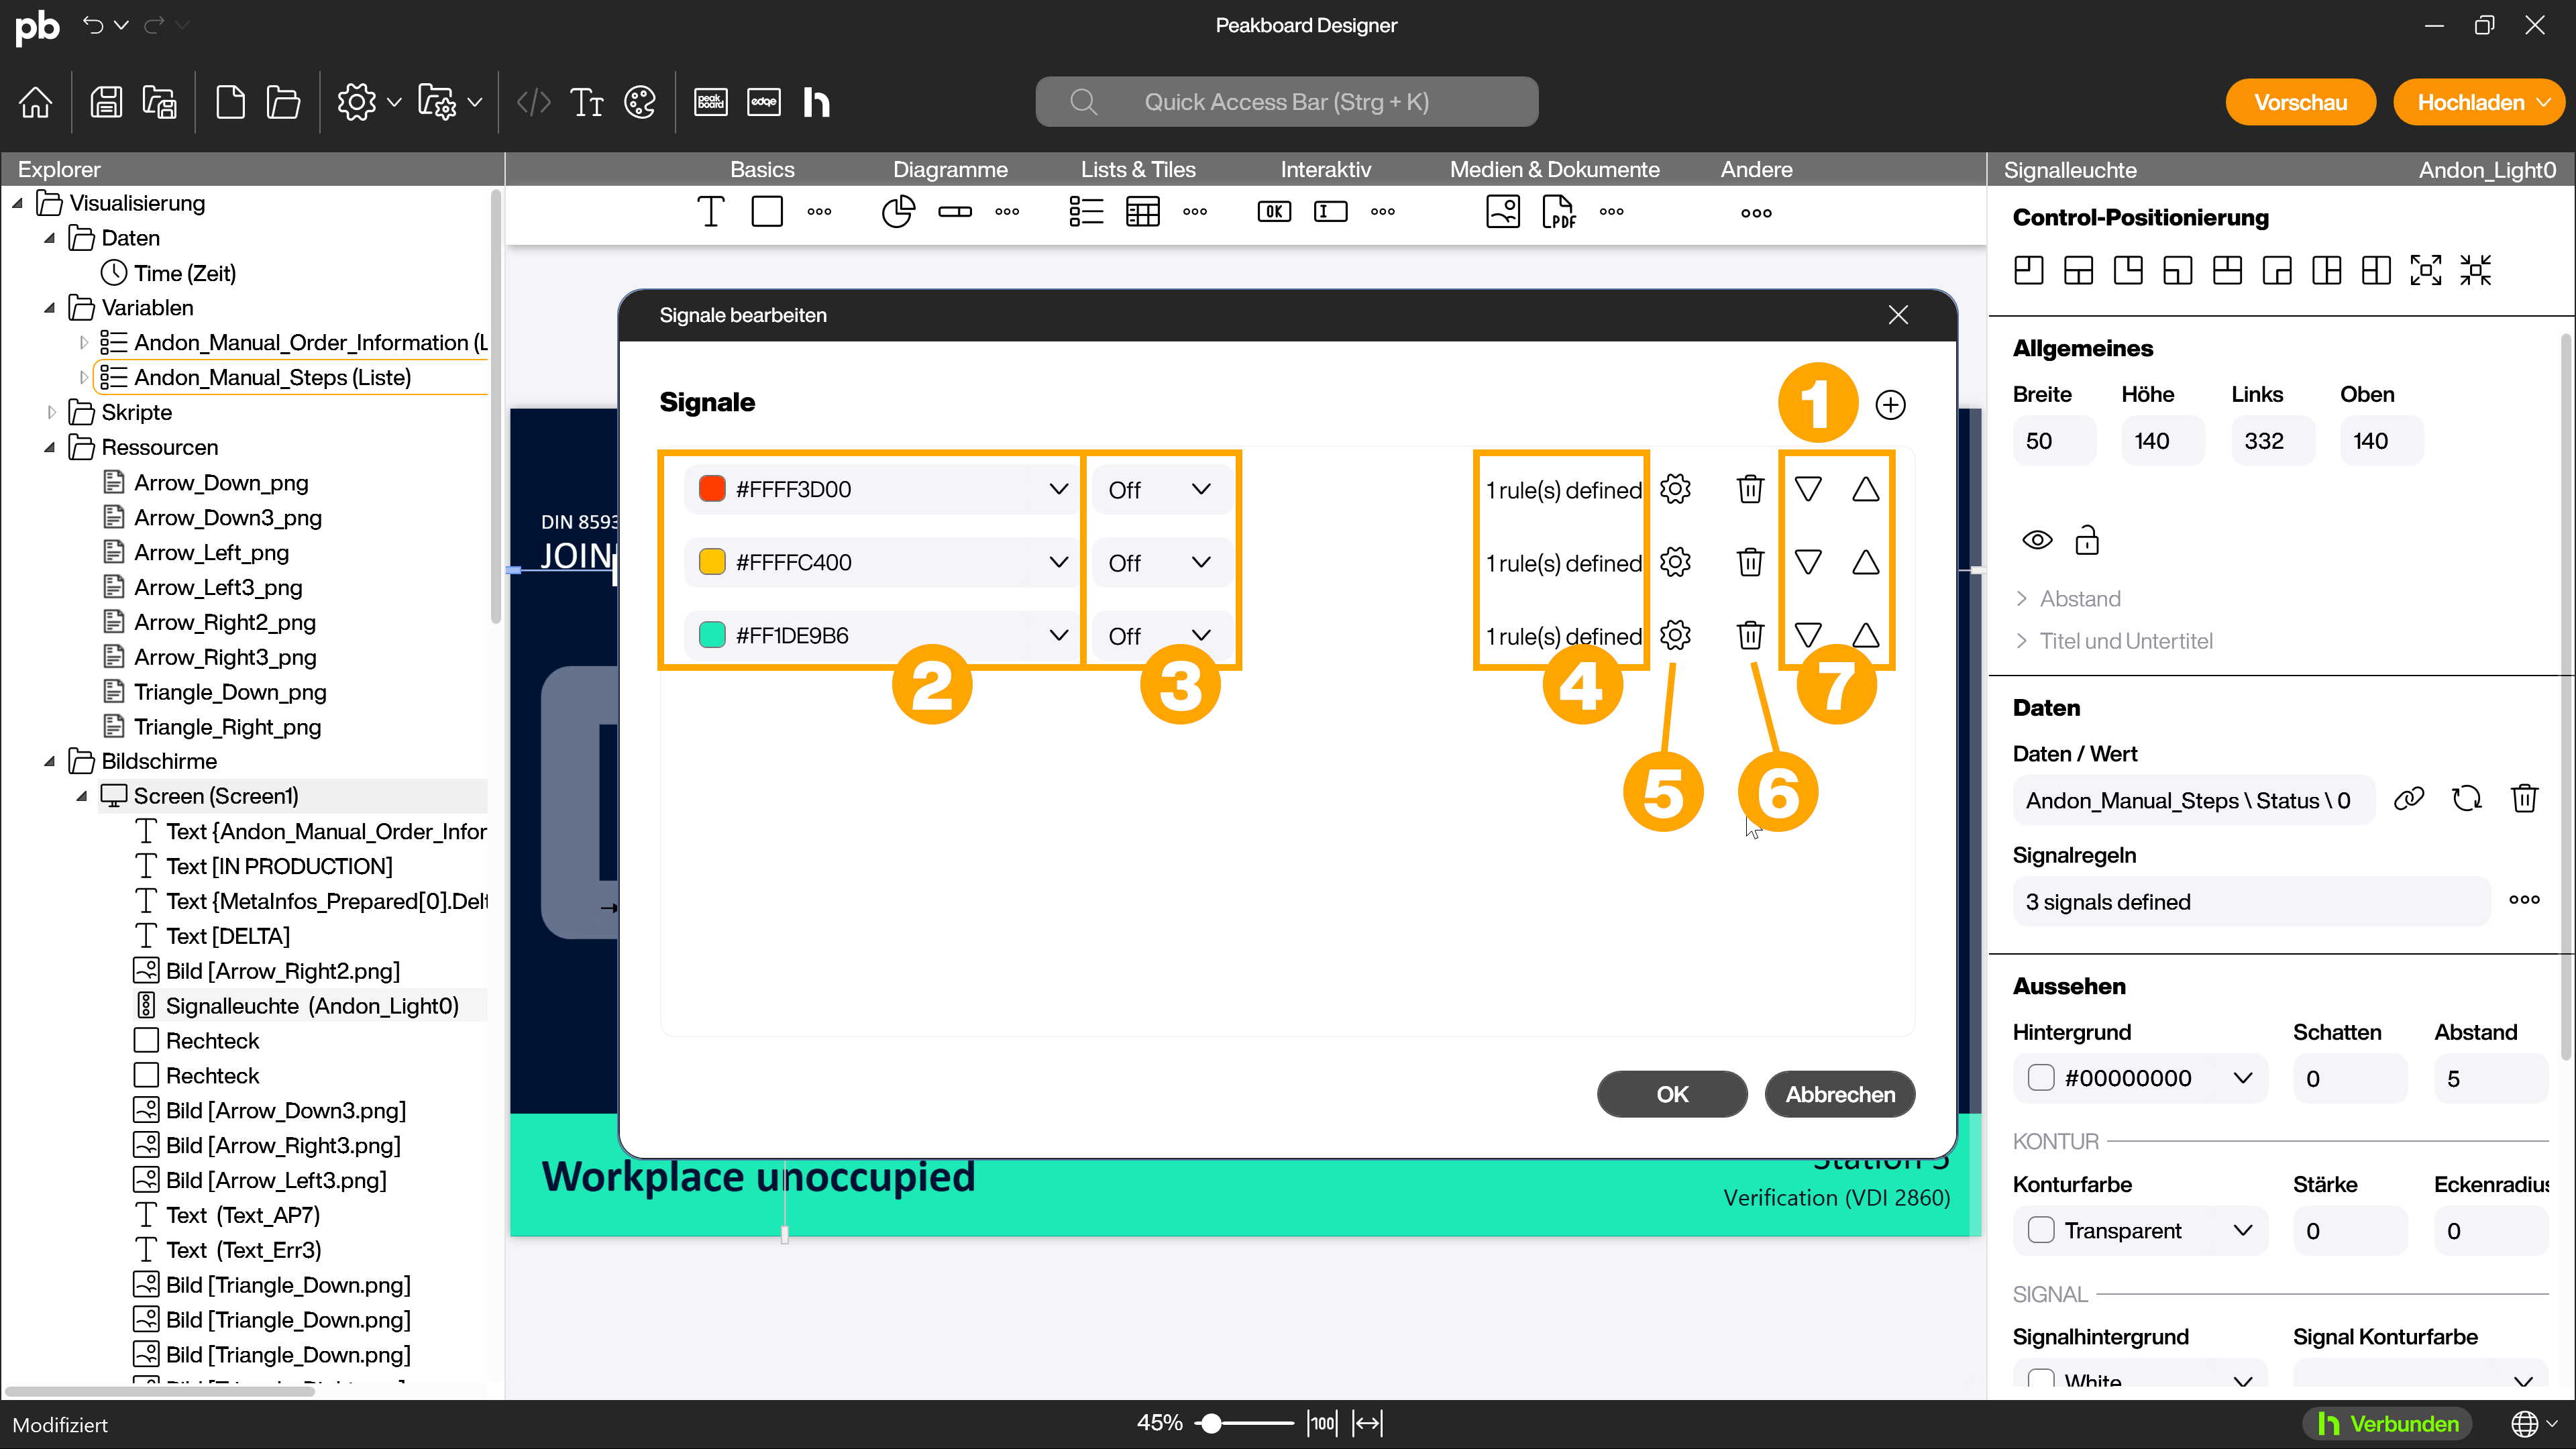 pb
Peakboard Designer
peak board
edge
h
Quick Access Bar (Strg + K)
Vorschau
Hochladen
Explorer
Basics
Diagramme
Lists & Tiles
Interaktiv
Medien & Dokumente
Andere
Signalleuchte
Andon_Light0
OK
PDF
Visualisierung
Daten
Time (Zeit)
Variablen
Andon_Manual_Order_Information (L
Andon_Manual_Steps (Liste)
Skripte
Ressourcen
Arrow_Down_png
Arrow_Down3_png
Arrow_Left_png
Arrow_Left3_png
Arrow_Right2_png
Arrow_Right3_png
Triangle_Down_png
Triangle_Right_png
Bildschirme
Screen (Screen1)
Text {Andon_Manual_Order_Infor
Text [IN PRODUCTION]
Text {MetaInfos_Prepared[0].Delt
Text [DELTA]
Bild [Arrow_Right2.png]
Signalleuchte (Andon_Light0)
Rechteck
Rechteck
Bild [Arrow_Down3.png]
Bild [Arrow_Right3.png]
Bild [Arrow_Left3.png]
Text (Text_AP7)
Text (Text_Err3)
Bild [Triangle_Down.png]
Bild [Triangle_Down.png]
Bild [Triangle_Down.png]
DIN 8593
JOIN
Signale bearbeiten
Signale
1
#FFFF3D00
Off
1 rule(s) defined
#FFFFC400
Off
1 rule(s) defined
#FF1DE9B6
Off
1 rule(s) defined
2
3
4
7
5
6
OK
Abbrechen
Workplace unoccupied
Station 5
Verification (VDI 2860)
Control-Positionierung
Allgemeines
Breite
Höhe
Links
Oben
50
140
332
140
Abstand
Titel und Untertitel
Daten
Daten / Wert
Andon_Manual_Steps \ Status \ 0
Signalregeln
3 signals defined
Aussehen
Hintergrund
Schatten
Abstand
#00000000
0
5
KONTUR
Konturfarbe
Stärke
Eckenradius
Transparent
0
0
SIGNAL
Signalhintergrund
Signal Konturfarbe
White
Modifiziert
45%
100
h Verbunden